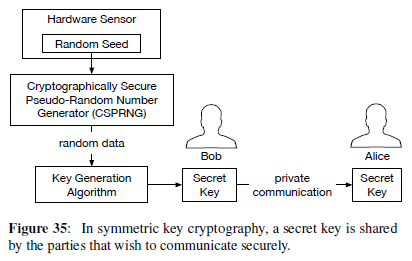 Hardware Sensor
Random Seed
Cryptographically Secure
Pseudo-Random Number
Generator (CSPRNG)
random data
Key Generation
Algorithm
Bob
Secret
Key
private
communication
Alice
Secret
Key
Figure 35: In symmetric key cryptography, a secret key is shared
by the parties that wish to communicate securely.